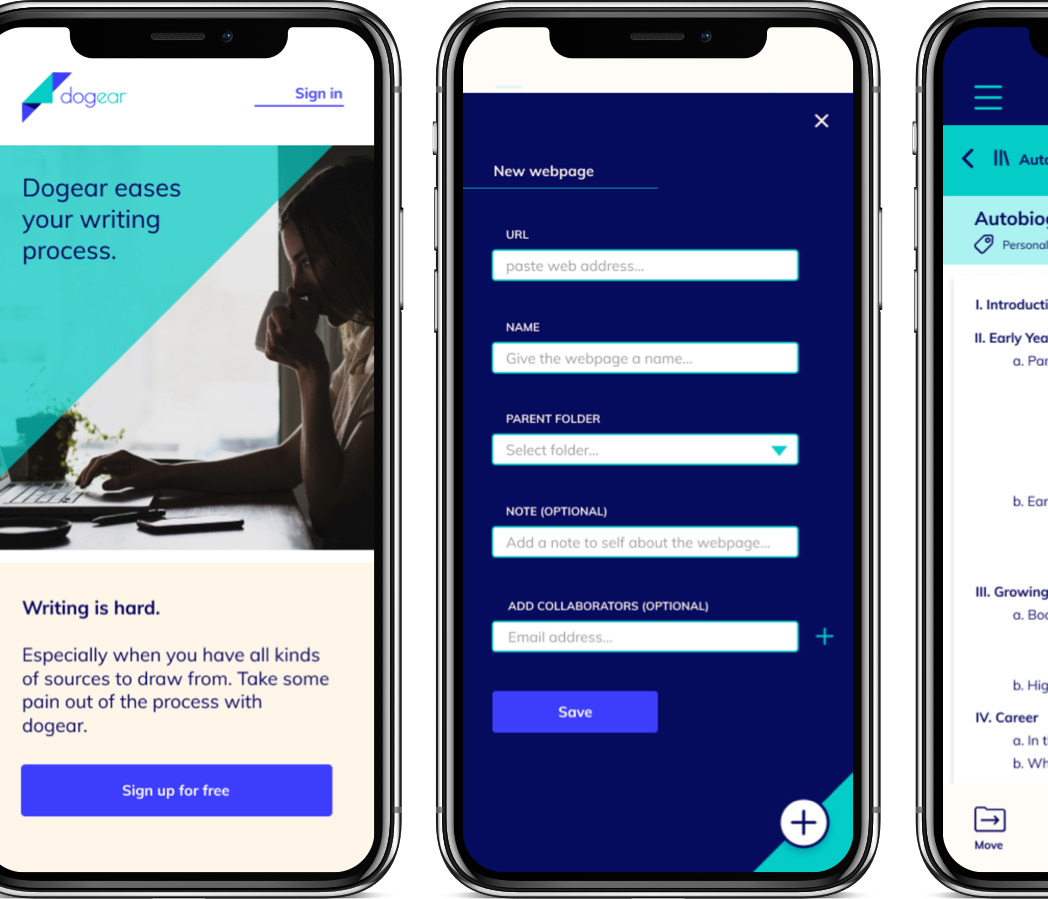 dogear
Sign in
Dogear eases
your writing
process.
Writing is hard.
Especially when you have all kinds
of sources to draw from. Take some
pain out of the process with
dogear.
Sign up for free
New webpage
URL
paste web address...
NAME
Give the webpage a name...
PARENT FOLDER
Select folder...
NOTE (OPTIONAL)
Add a note to self about the webpage...
ADD COLLABORATORS (OPTIONAL)
Email address...
Save
Auto
Autobiog
Personal
I. Introducti
II. Early Yea
a. Par
b. Ear
III. Growing
a. Boo
b. Hig
IV. Career
a. In t
b. Wh
Move